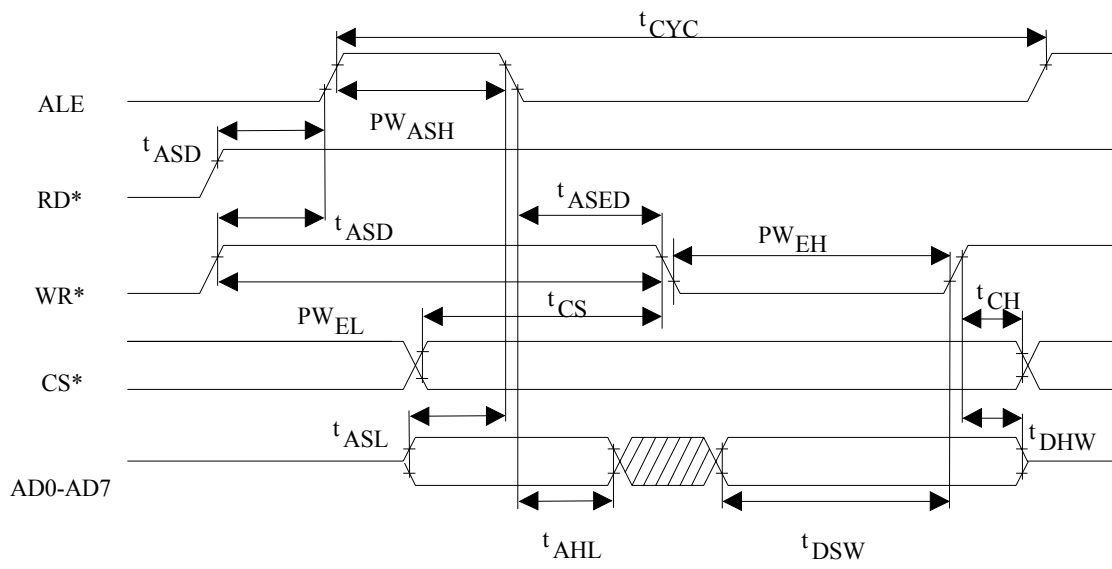 tCYC
ALE
PWASH
tASD
RD*
tASED
tASD
PWEH
WR*
tCS
tCH
PWEL
CS*
tASL
tDHW
AD0-AD7
tAHL
tDSW